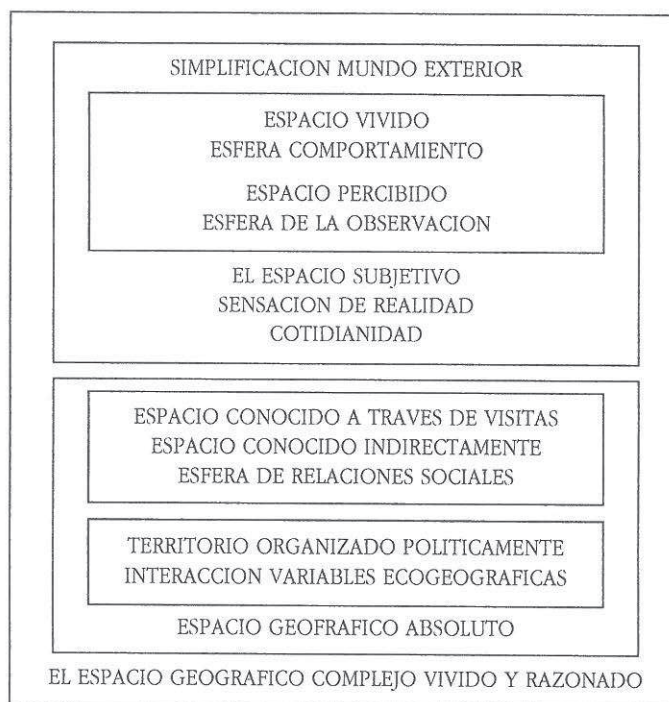 SIMPLIFICACION MUNDO EXTERIOR
ESPACIO VIVIDO
ESFERA COMPORTAMIENTO
ESPACIO PERCIBIDO
ESFERA DE LA OBSERVACION
EL ESPACIO SUBJETIVO
SENSACION DE REALIDAD
COTIDIANIDAD
ESPACIO CONOCIDO A TRAVES DE VISITAS
ESPACIO CONOCIDO INDIRECTAMENTE
ESFERA DE RELACIONES SOCIALES
TERRITORIO ORGANIZADO POLITICAMENTE
INTERACCION VARIABLES ECOGEOGRAFICAS
ESPACIO GEOFRAFICO ABSOLUTO
EL ESPACIO GEOGRAFICO COMPLEJO VIVIDO Y RAZONADO